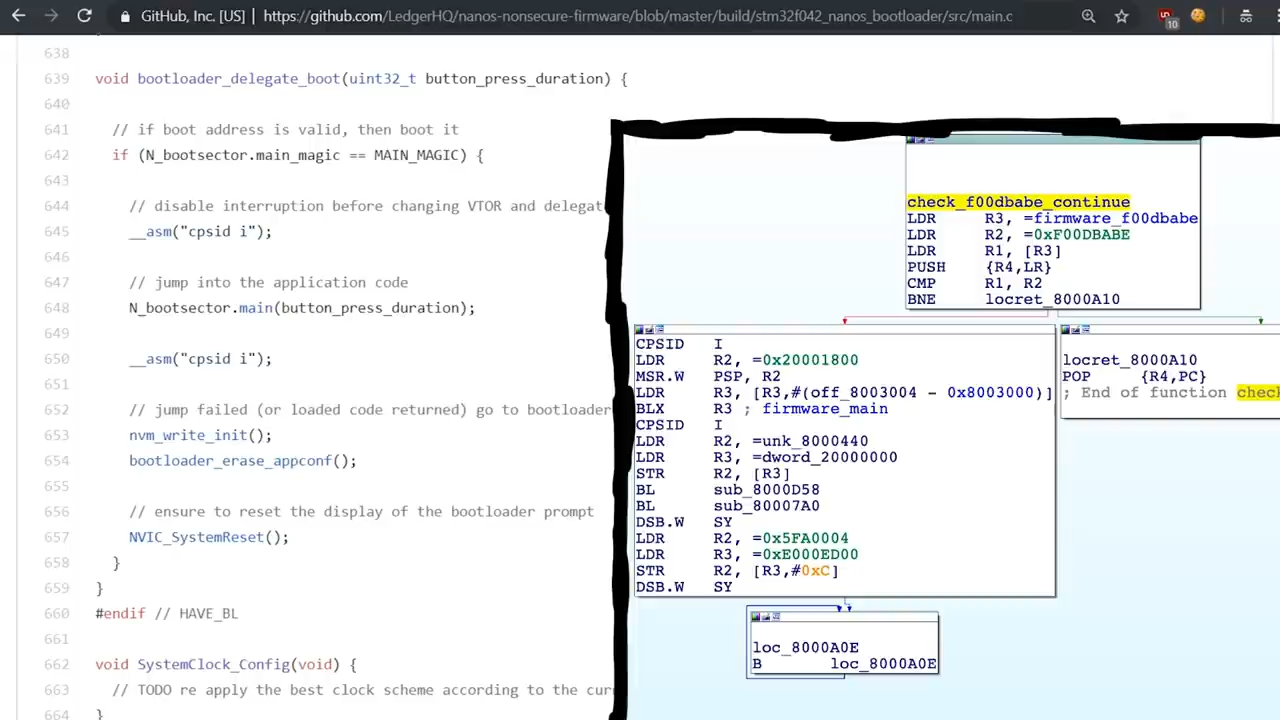 GitHub, Inc. [US] | https://github.com/LedgerHQ/nanos-nonsecure-firmware/blob/master/build/stm32f042_nanos_bootloader/src/main.c
10
638
639 void bootloader_delegate_boot(uint32_t button_press_duration) {
640
641 // if boot address is valid, then boot it
642 if (N_bootsector.main_magic == MAIN_MAGIC) {
643
644 // disable interruption before changing VTOR and delegat
645 __asm("cpsid i");
646
647 // jump into the application code
648 N_bootsector.main(button_press_duration);
649
650 __asm("cpsid i");
651
652 // jump failed (or loaded code returned) go to bootloader
653 nvm_write_init();
654 bootloader_erase_appconf();
655
656 // ensure to reset the display of the bootloader prompt
657 NVIC_SystemReset();
658 }
659 }
660 #endif // HAVE_BL
661
662 void SystemClock_Config(void) {
663 // TODO re apply the best clock scheme according to the cur
664 }
check_f00dbabe_continue
LDR R3, =firmware_f00dbabe
LDR R2, =0xF00DBABE
LDR R1, [R3]
PUSH {R4,LR}
CMP R1, R2
BNE locret_8000A10
CPSID I
LDR R2, =0x20001800
MSR.W PSP, R2
LDR R3, [R3,#(off_8003004 - 0x8003000)]
BLX R3 ; firmware_main
CPSID I
LDR R2, =unk_8000440
LDR R3, =dword_20000000
STR R2, [R3]
BL sub_8000D58
BL sub_80007A0
DSB.W SY
LDR R2, =0x5FA0004
LDR R3, =0xE000ED00
STR R2, [R3,#0xC]
DSB.W SY
locret_8000A10
POP {R4,PC}
; End of function check
loc_8000A0E
B loc_8000A0E